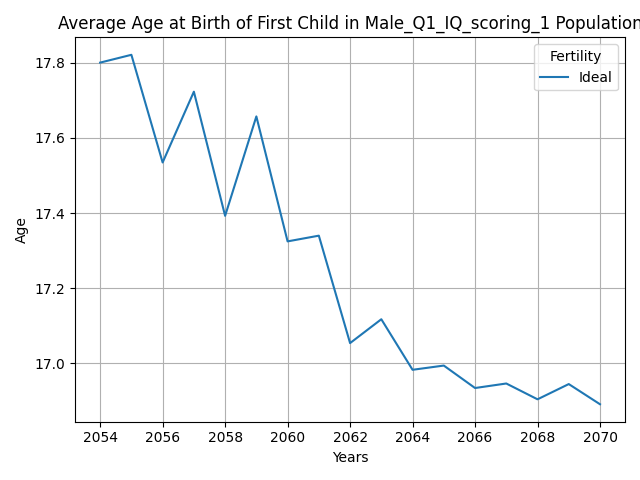 Average Age at Birth of First Child in Male_Q1_IQ_scoring_1 Population
Fertility
Ideal
17.8
17.6
17.4
17.2
17.0
Age
2054 2056 2058 2060 2062 2064 2066 2068 2070
Years